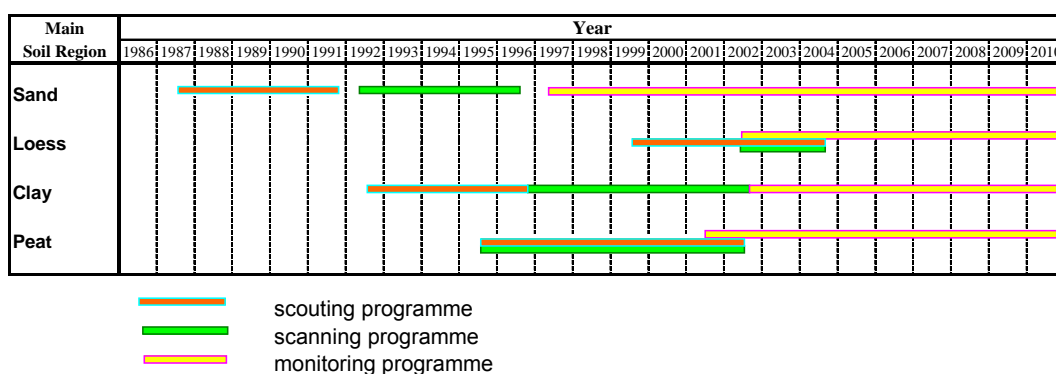 Main Soil Region Year
1986 1987 1988 1989 1990 1991 1992 1993 1994 1995 1996 1997 1998 1999 2000 2001 2002 2003 2004 2005 2006 2007 2008 2009 2010
Sand
Loess
Clay
Peat
scouting programme
scanning programme
monitoring programme